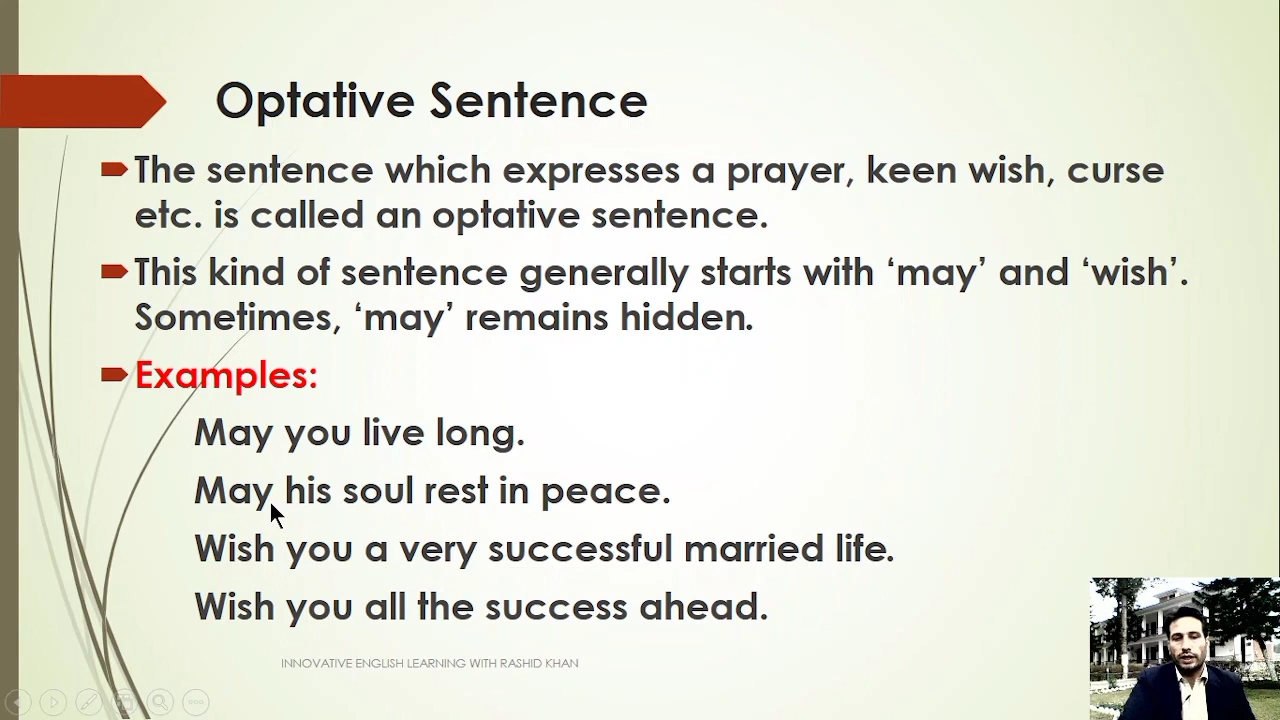 Optative Sentence
The sentence which expresses a prayer, keen wish, curse
etc. is called an optative sentence.
This kind of sentence generally starts with ‘may’ and ‘wish’.
Sometimes, ‘may’ remains hidden.
Examples:
May you live long.
May his soul rest in peace.
Wish you a very successful married life.
Wish you all the success ahead.
INNOVATIVE ENGLISH LEARNING WITH RASHID KHAN